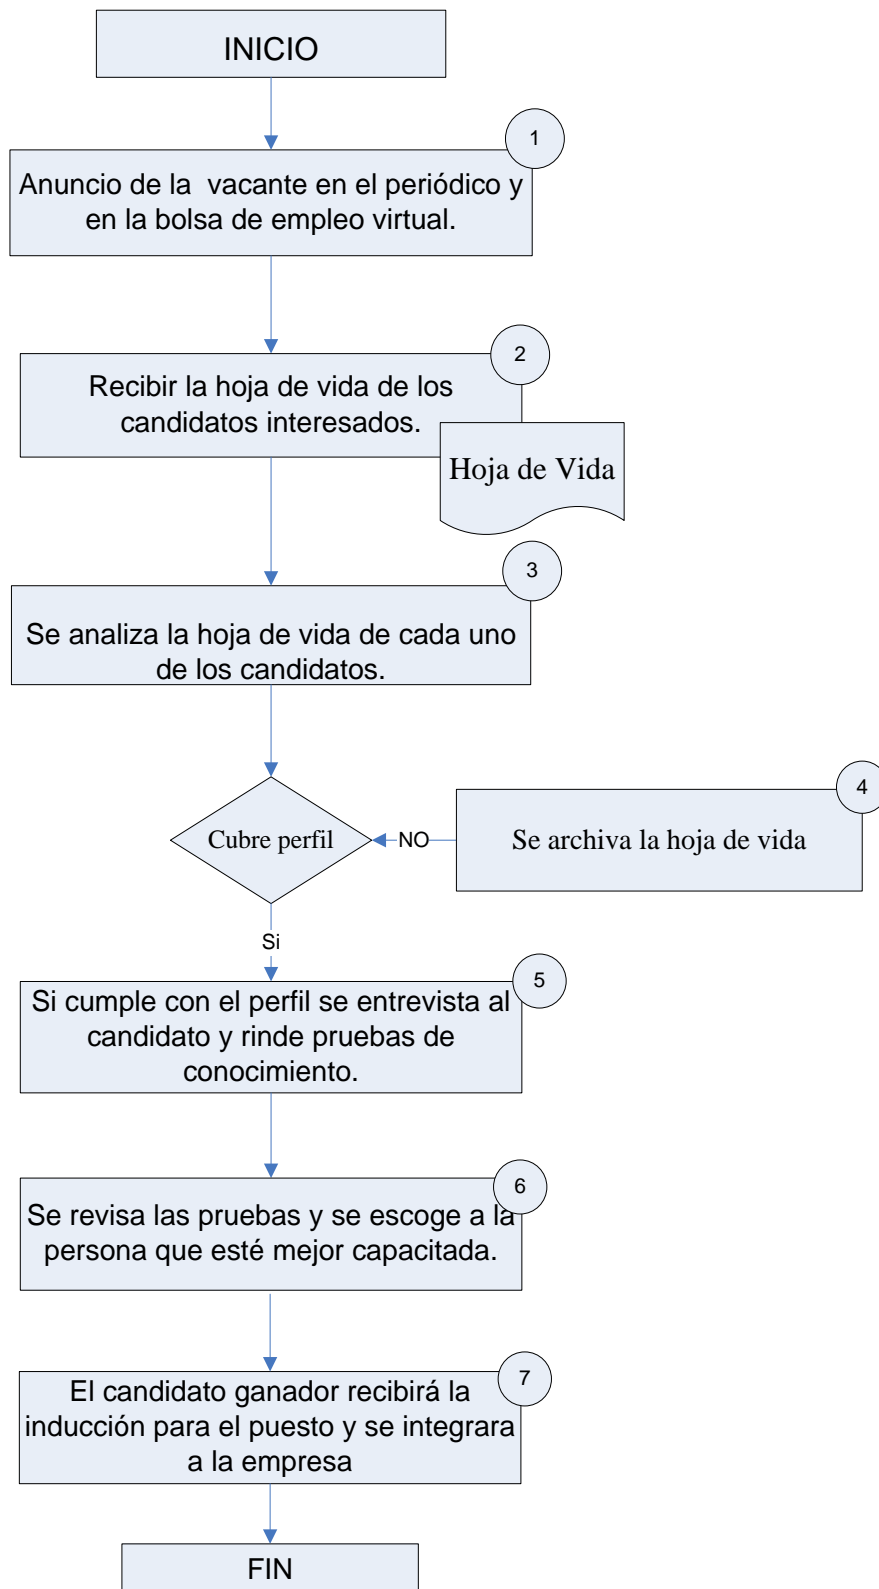 INICIO
1
Anuncio de la  vacante en el periódico y
en la bolsa de empleo virtual.
2
Recibir la hoja de vida de los
candidatos interesados.
Hoja de Vida
3
Se analiza la hoja de vida de cada uno
de los candidatos.
4
Cubre perfil
NO
Se archiva la hoja de vida
Si
5
Si cumple con el perfil se entrevista al
candidato y rinde pruebas de
conocimiento.
6
Se revisa las pruebas y se escoge a la
persona que esté mejor capacitada.
7
El candidato ganador recibirá la
inducción para el puesto y se integrara
a la empresa
FIN